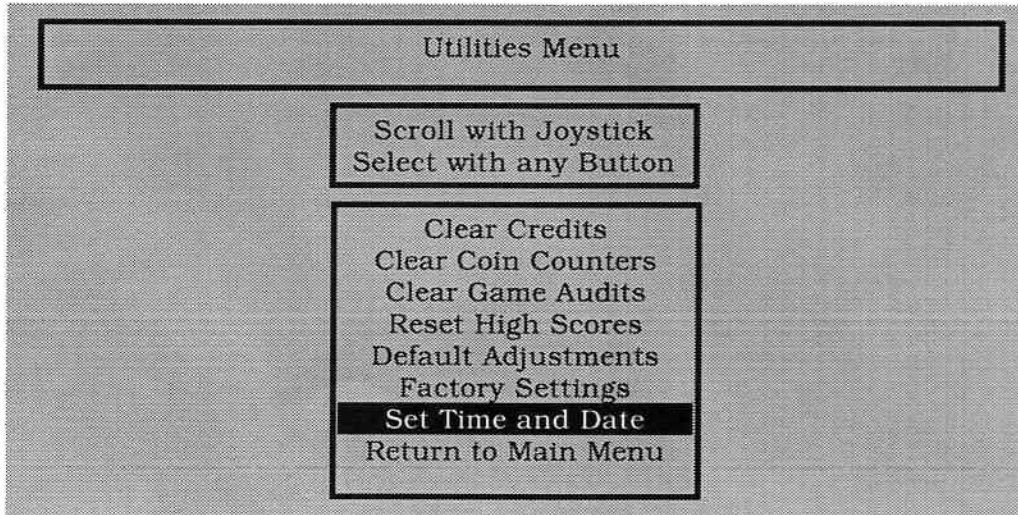 Utilities Menu
Scroll with Joystick
Select with any Button
Clear Credits
Clear Coin Counters
Clear Game Audits
Reset High Scores
Default Adjustments
Factory Settings
Set Time and Date
Return to Main Menu